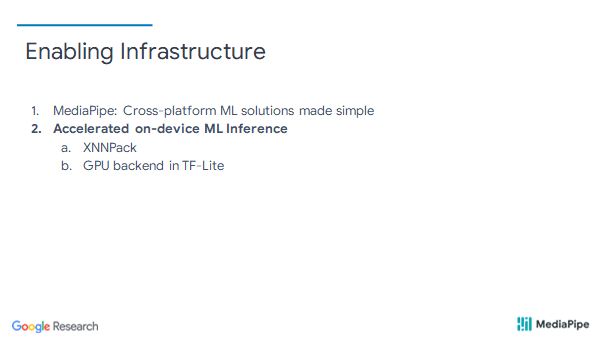 Enabling Infrastructure
1. MediaPipe: Cross-platform ML solutions made simple
2. Accelerated on-device ML Inference
a. XNNPack
b. GPU backend in TF-Lite
Google Research
MediaPipe